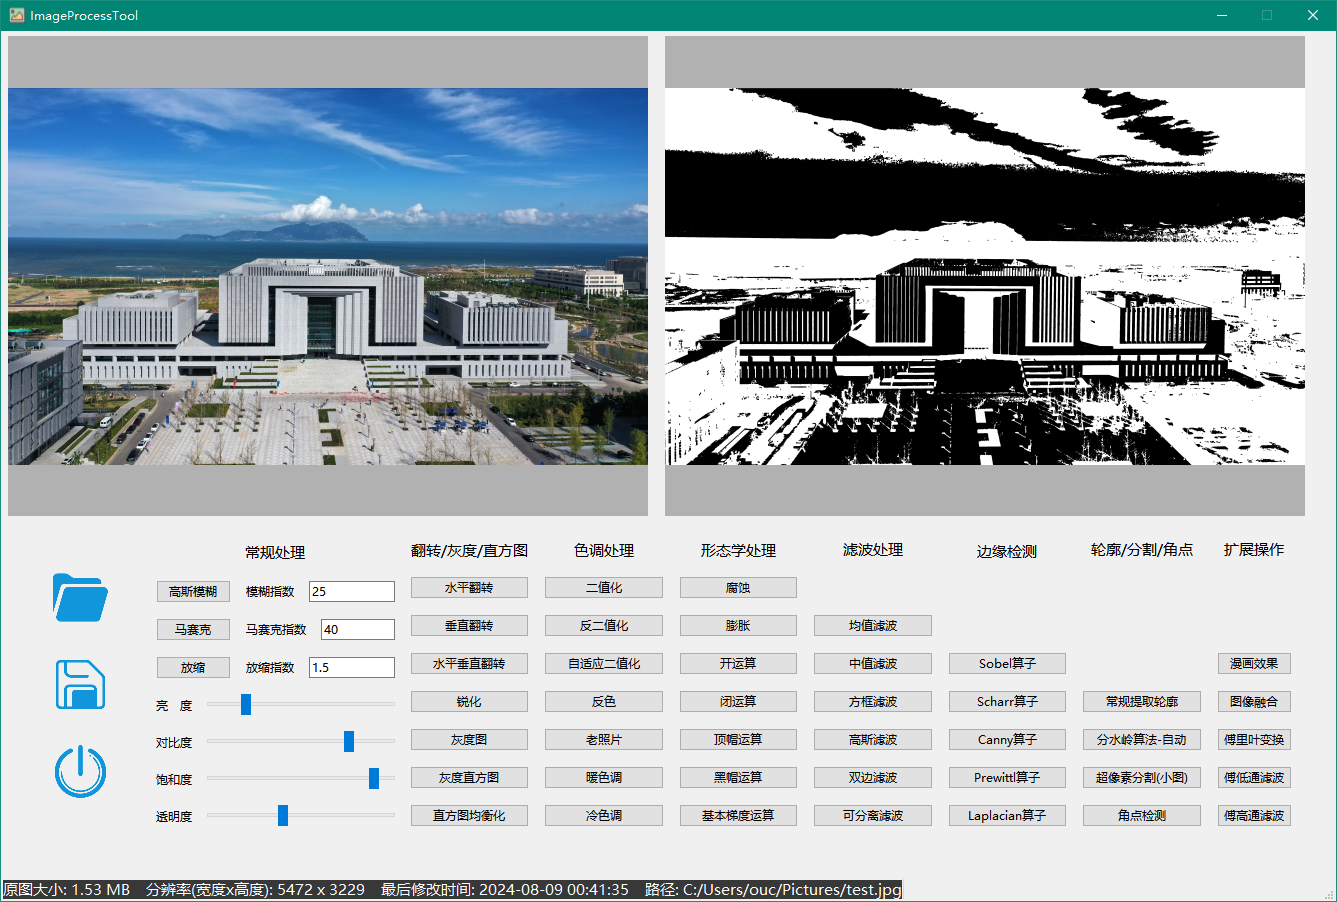 ImageProcessTool
常规处理 翻转/灰度/直方图 色调处理 形态学处理 滤波处理 边缘检测 轮廓/分割/角点 扩展操作
高斯模糊 模糊指数 25 水平翻转 二值化 腐蚀
马赛克 马赛克指数 40 垂直翻转 反二值化 膨胀 均值滤波
放缩 放缩指数 1.5 水平垂直翻转 自适应二值化 开运算 中值滤波 Sobel算子 漫画效果
亮 度 锐化 反色 闭运算 方框滤波 Scharr算子 常规提取轮廓 图像融合
对比度 灰度图 老照片 顶帽运算 高斯滤波 Canny算子 分水岭算法-自动 傅里叶变换
饱和度 灰度直方图 暖色调 黑帽运算 双边滤波 Prewittl算子 超像素分割(小图) 傅低通滤波
透明度 直方图均衡化 冷色调 基本梯度运算 可分离滤波 Laplacian算子 角点检测 傅高通滤波
原图大小: 1.53 MB 分辨率(宽度x高度): 5472 x 3229 最后修改时间: 2024-08-09 00:41:35 路径: C:/Users/ouc/Pictures/test.jpg